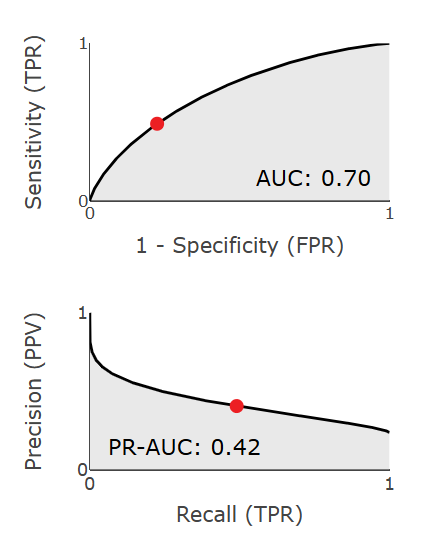 Sensitivity (TPR)
1
0
AUC: 0.70
0
1
1 - Specificity (FPR)
Precision (PPV)
1
0
PR-AUC: 0.42
0
1
Recall (TPR)